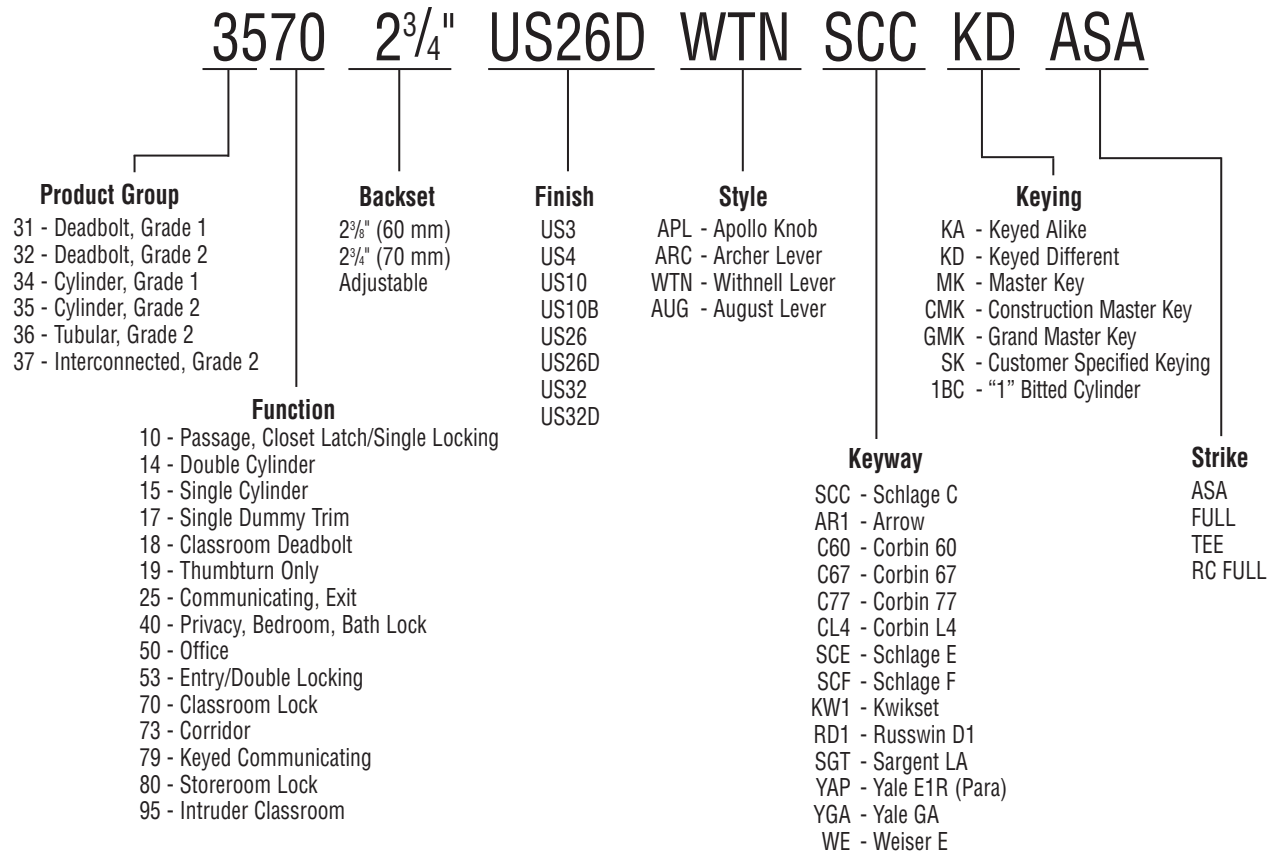 3570 2¾" US26D WTN SCC KD ASA
Product Group
31 - Deadbolt, Grade 1
32 - Deadbolt, Grade 2
34 - Cylinder, Grade 1
35 - Cylinder, Grade 2
36 - Tubular, Grade 2
37 - Interconnected, Grade 2
Function
10 - Passage, Closet Latch/Single Locking
14 - Double Cylinder
15 - Single Cylinder
17 - Single Dummy Trim
18 - Classroom Deadbolt
19 - Thumbturn Only
25 - Communicating, Exit
40 - Privacy, Bedroom, Bath Lock
50 - Office
53 - Entry/Double Locking
70 - Classroom Lock
73 - Corridor
79 - Keyed Communicating
80 - Storeroom Lock
95 - Intruder Classroom
Backset
2⅜" (60 mm)
2¾" (70 mm)
Adjustable
Finish
US3
US4
US10
US10B
US26
US26D
US32
US32D
Style
APL - Apollo Knob
ARC - Archer Lever
WTN - Withnell Lever
AUG - August Lever
Keyway
SCC - Schlage C
AR1 - Arrow
C60 - Corbin 60
C67 - Corbin 67
C77 - Corbin 77
CL4 - Corbin L4
SCE - Schlage E
SCF - Schlage F
KW1 - Kwikset
RD1 - Russwin D1
SGT - Sargent LA
YAP - Yale E1R (Para)
YGA - Yale GA
WE - Weiser E
Keying
KA - Keyed Alike
KD - Keyed Different
MK - Master Key
CMK - Construction Master Key
GMK - Grand Master Key
SK - Customer Specified Keying
1BC - “1” Bitted Cylinder
Strike
ASA
FULL
TEE
RC FULL